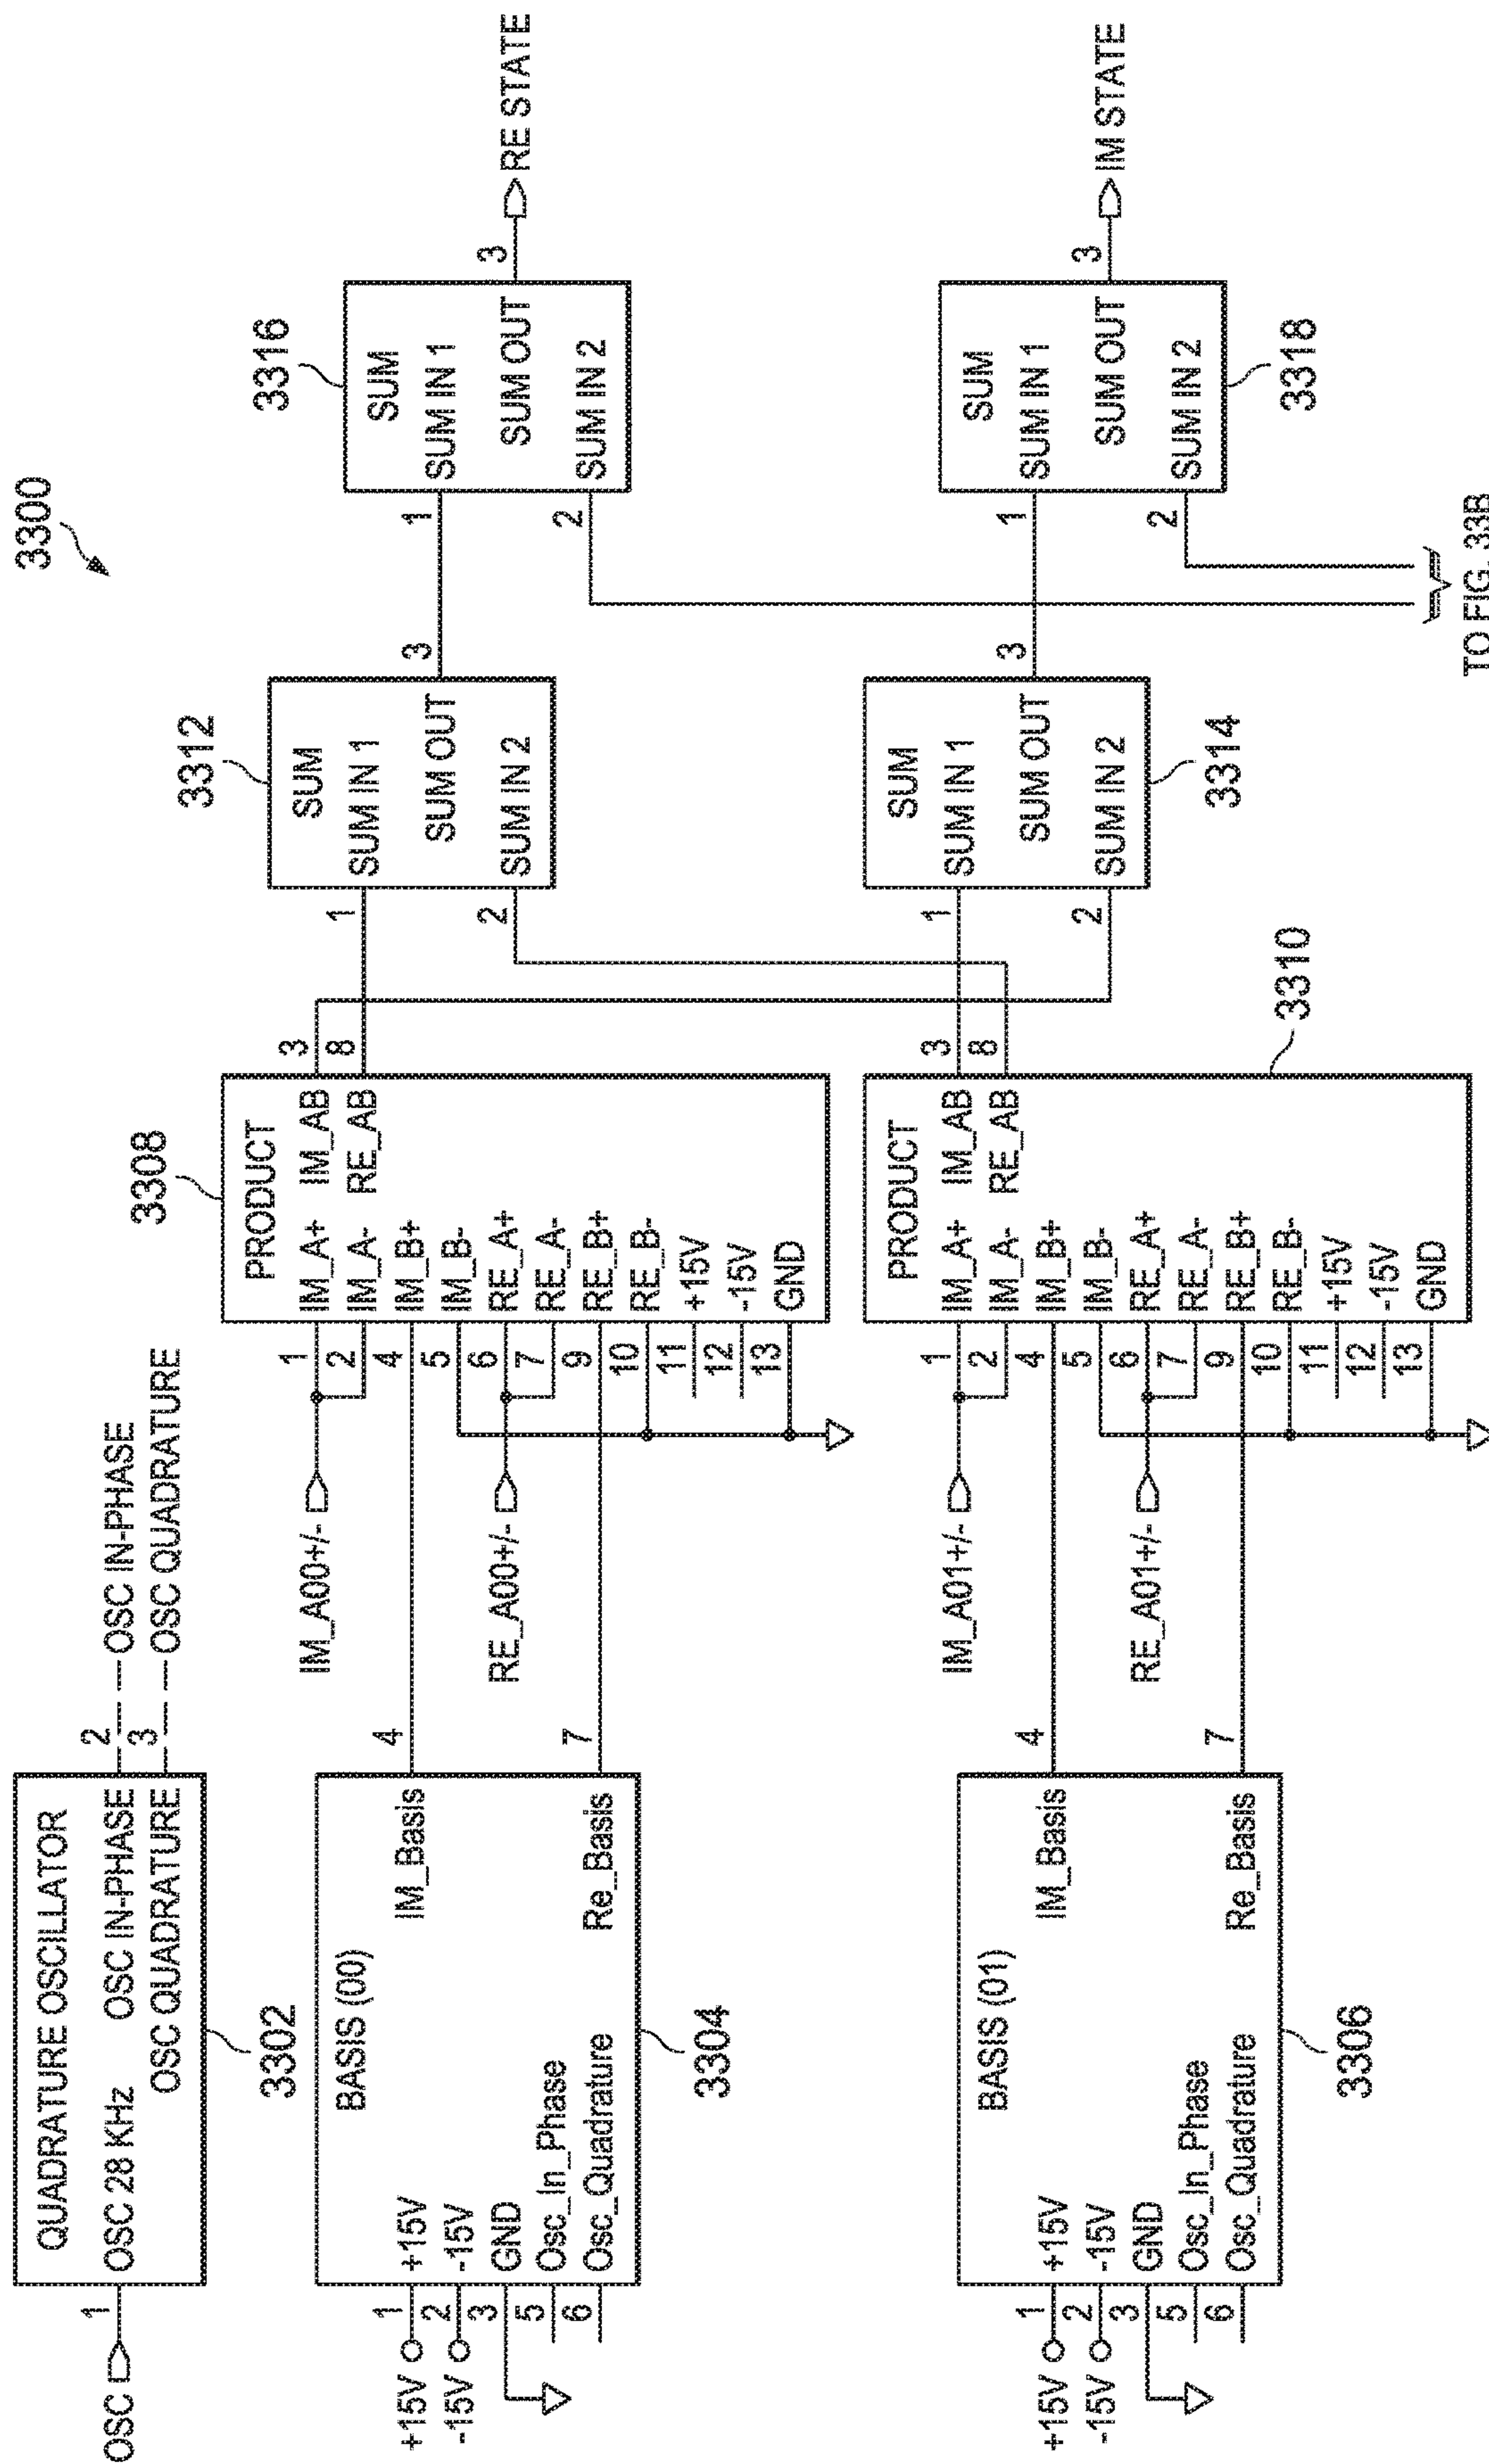 3300
OSC
1
QUADRATURE OSCILLATOR
OSC 28 KHz
OSC IN-PHASE
OSC QUADRATURE
2
3
OSC IN-PHASE
OSC QUADRATURE
3302
BASIS (00)
+15V
-15V
1
2
3
5
6
+15V
-15V
GND
Osc_In_Phase
Osc_Quadrature
IM_Basis
Re_Basis
4
7
3304
IM_A00+/-
RE_A00+/-
3308
PRODUCT
1
2
4
5
6
7
9
10
11
12
13
IM_A+
IM_A-
IM_B+
IM_B-
RE_A+
RE_A-
RE_B+
RE_B-
+15V
-15V
GND
IM_AB
RE_AB
3
8
3312
1
2
SUM
SUM IN 1
SUM OUT
SUM IN 2
3
3316
1
2
SUM
SUM IN 1
SUM OUT
SUM IN 2
3
RE STATE
BASIS (01)
+15V
-15V
1
2
3
5
6
+15V
-15V
GND
Osc_In_Phase
Osc_Quadrature
IM_Basis
Re_Basis
4
7
3306
IM_A01+/-
RE_A01+/-
PRODUCT
1
2
4
5
6
7
9
10
11
12
13
IM_A+
IM_A-
IM_B+
IM_B-
RE_A+
RE_A-
RE_B+
RE_B-
+15V
-15V
GND
IM_AB
RE_AB
3
8
3310
1
2
SUM
SUM IN 1
SUM OUT
SUM IN 2
3
3314
1
2
SUM
SUM IN 1
SUM OUT
SUM IN 2
3
3318
IM STATE
TO FIG. 33B